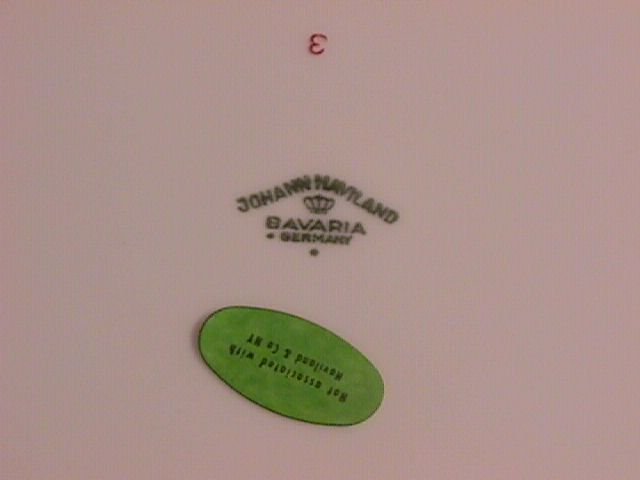 3
JOHANN HAVILAND
BAVARIA
GERMANY
Not associated with
Haviland & Co NY